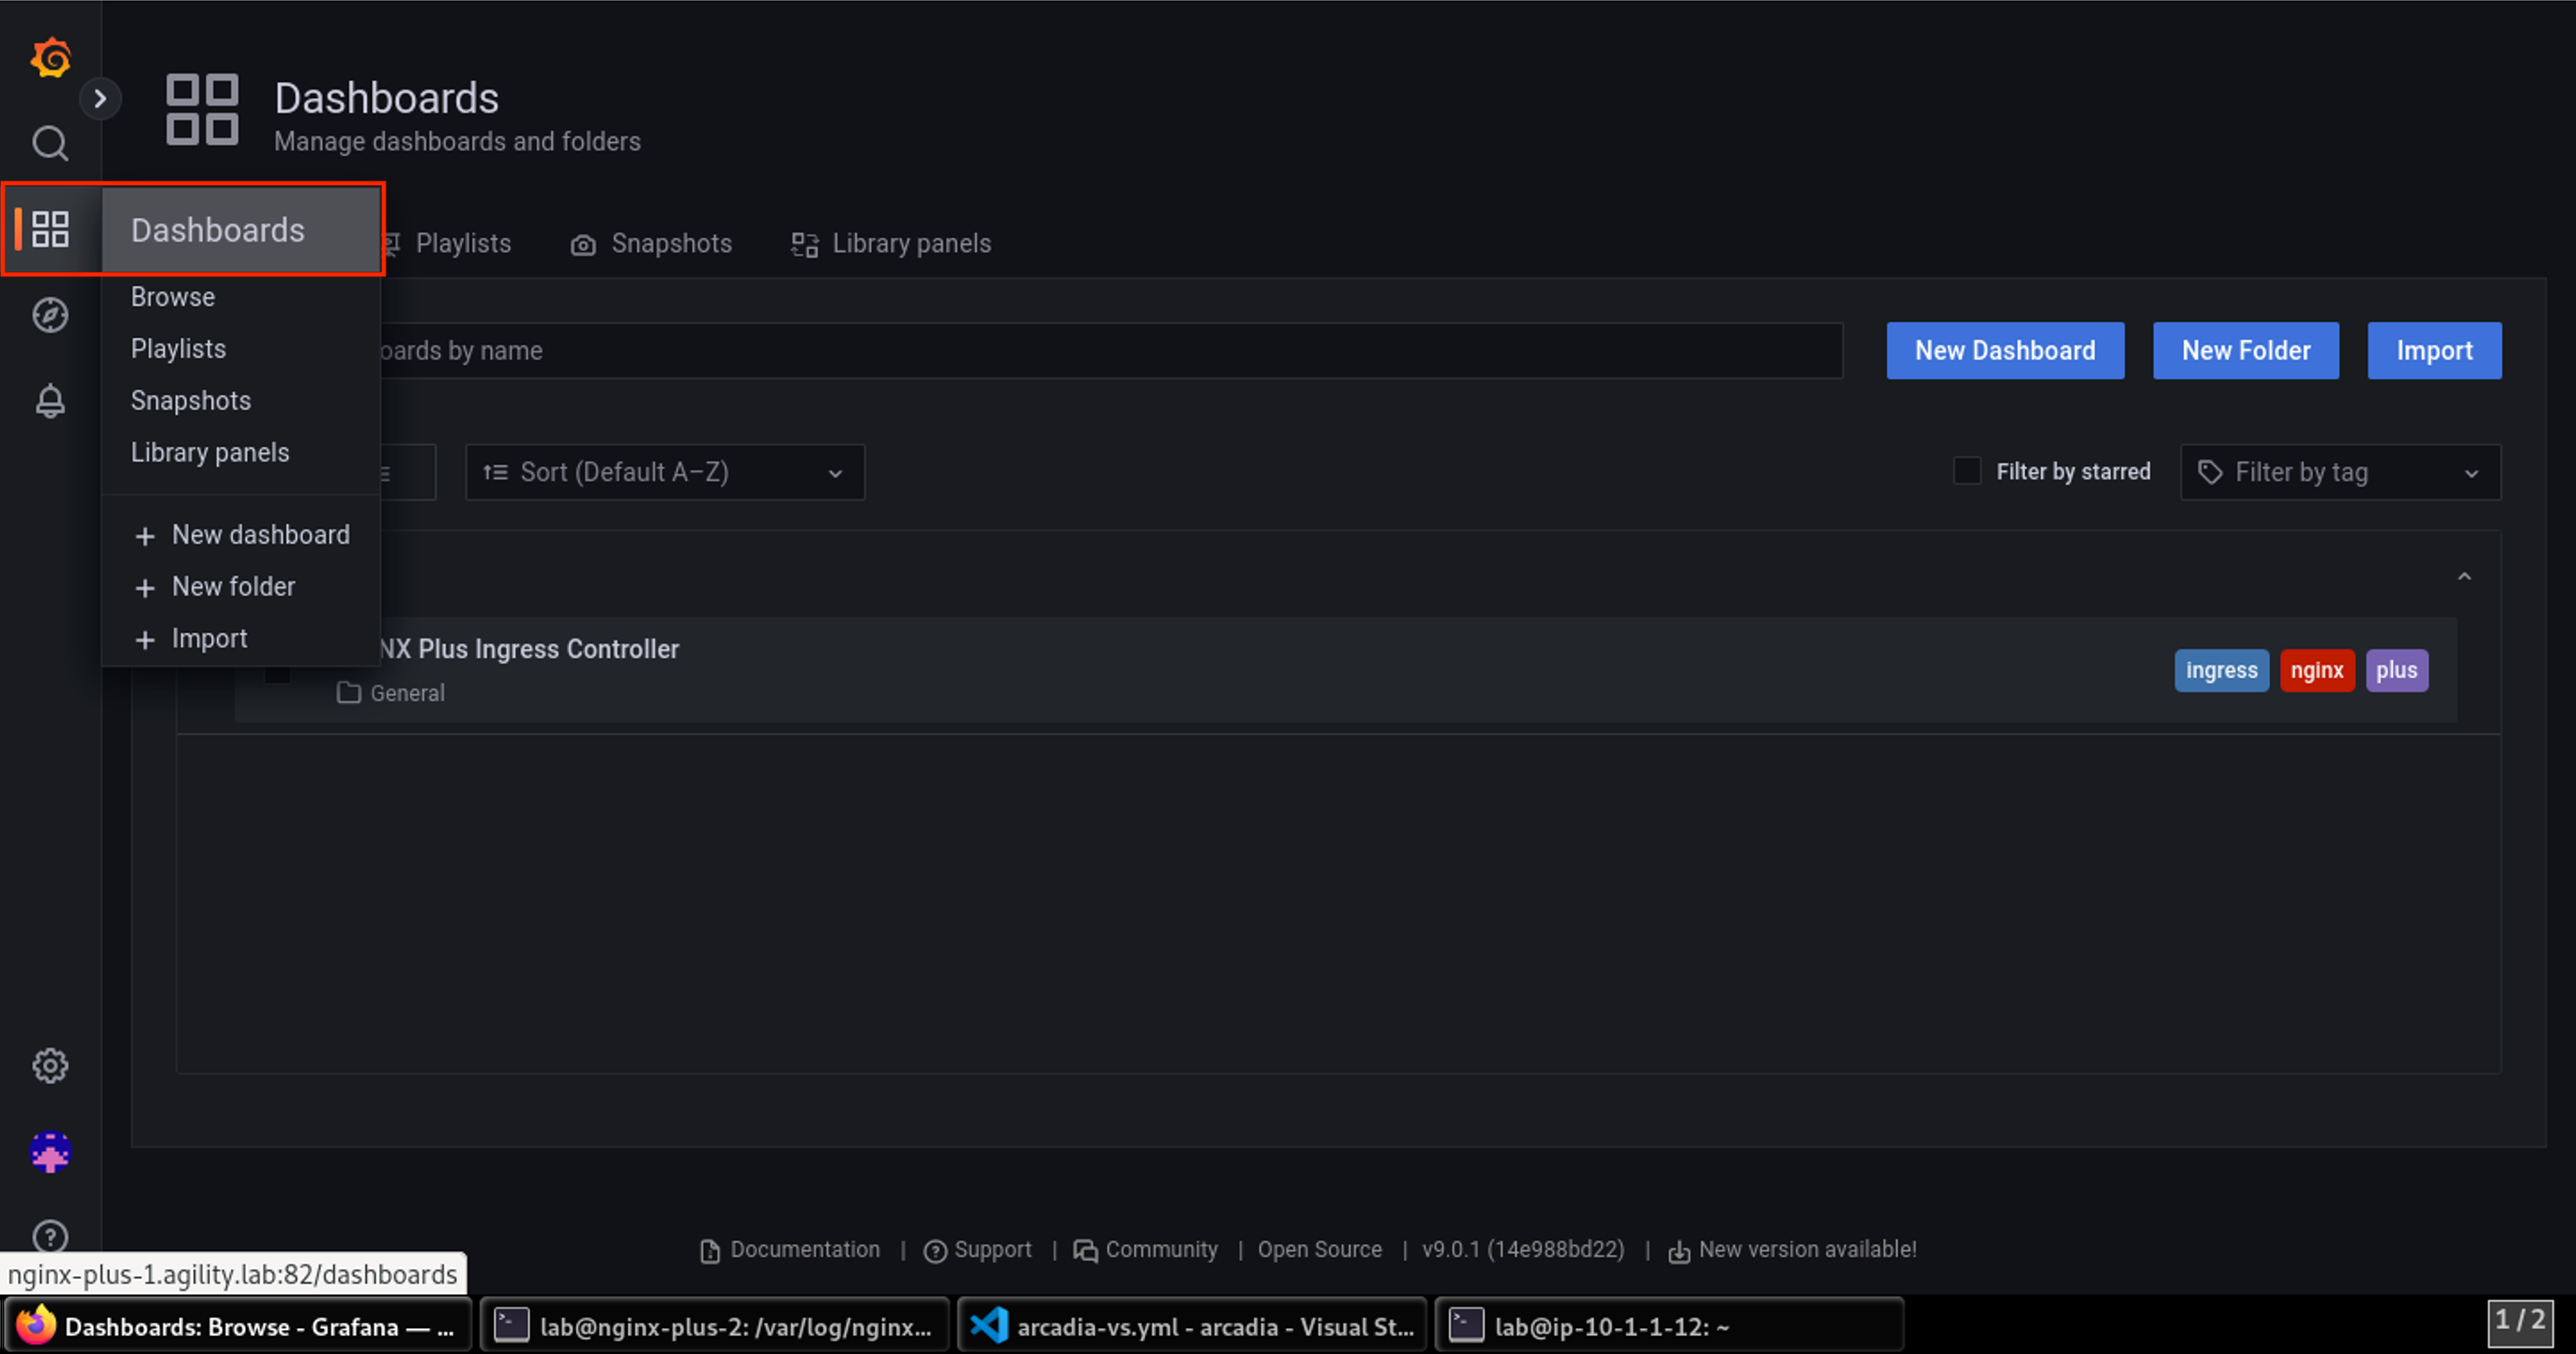 Dashboards
Manage dashboards and folders
Dashboards
Playlists
Snapshots
Library panels
Browse
Playlists
Snapshots
Library panels
+ New dashboard
+ New folder
+ Import
oards by name
New Dashboard
New Folder
Import
Sort (Default A–Z)
Filter by starred
Filter by tag
NX Plus Ingress Controller
General
ingress
nginx
plus
Documentation | Support | Community | Open Source | v9.0.1 (14e988bd22) | New version available!
nginx-plus-1.agility.lab:82/dashboards
Dashboards: Browse - Grafana — ...
lab@nginx-plus-2: /var/log/nginx...
arcadia-vs.yml - arcadia - Visual St...
lab@ip-10-1-1-12: ~
1 / 2